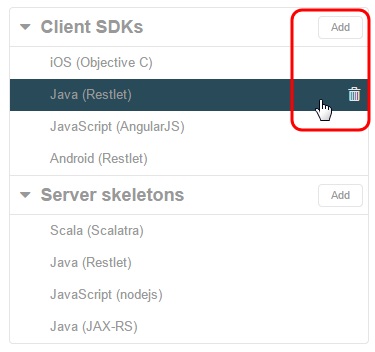 Client SDKs Add
iOS (Objective C)
Java (Restlet)
JavaScript (AngularJS)
Android (Restlet)
Server skeletons Add
Scala (Scalatra)
Java (Restlet)
JavaScript (nodejs)
Java (JAX-RS)